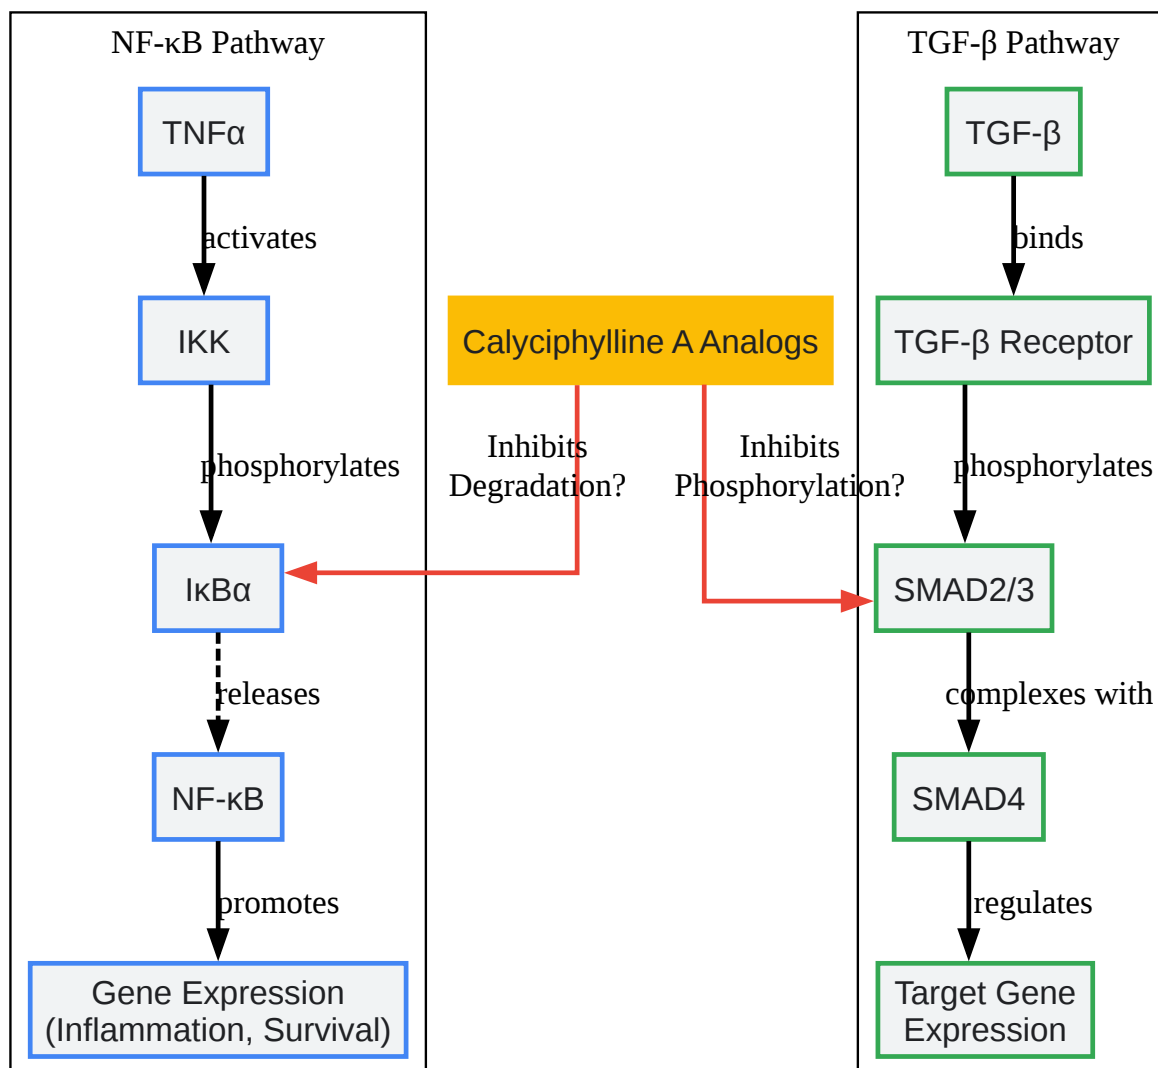 NF-κB Pathway
TNFα
activates
IKK
phosphorylates
IκBα
releases
NF-κB
promotes
Gene Expression
(Inflammation, Survival)
Calyciphylline A Analogs
Inhibits
Degradation?
Inhibits
Phosphorylation?
TGF-β Pathway
TGF-β
binds
TGF-β Receptor
phosphorylates
SMAD2/3
complexes with
SMAD4
regulates
Target Gene
Expression